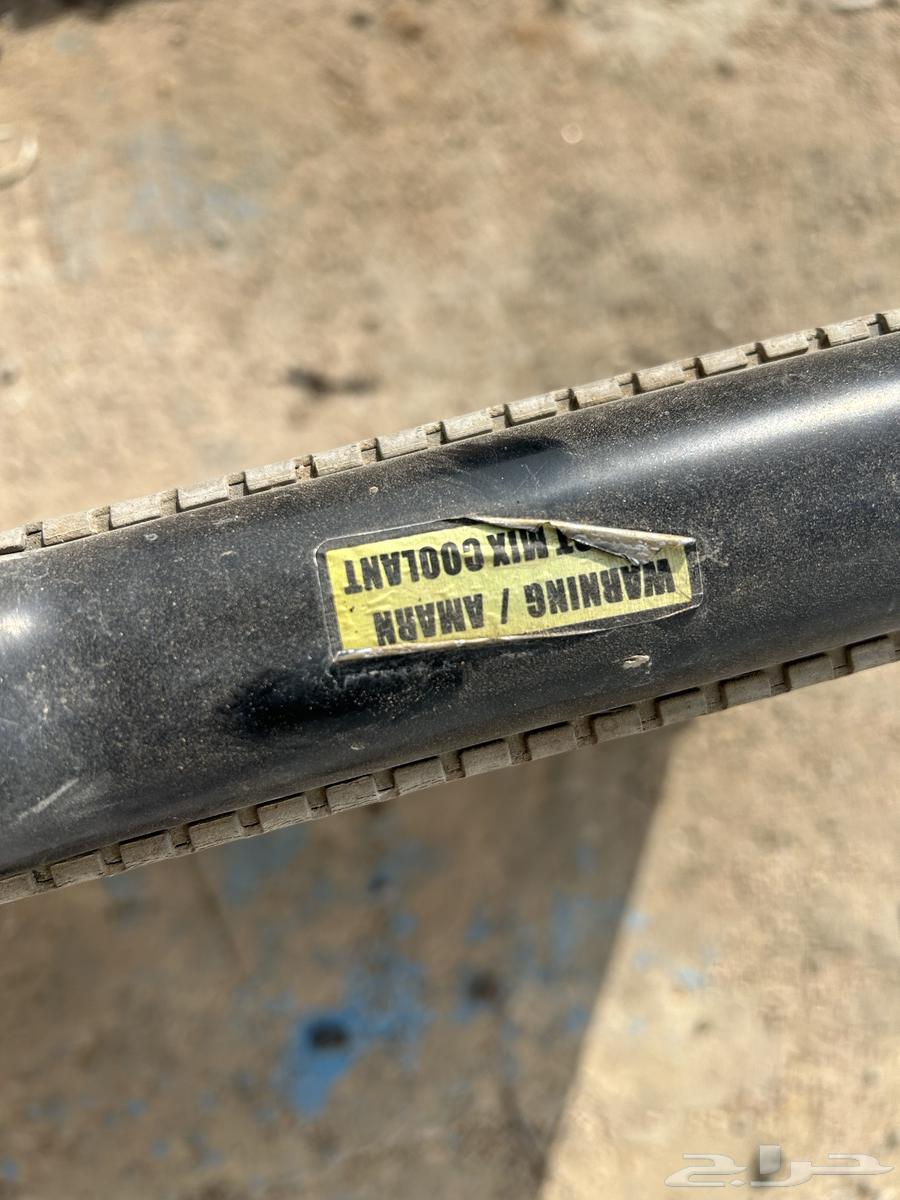 WARNING / AMARN
MIX COOLANT
حراج